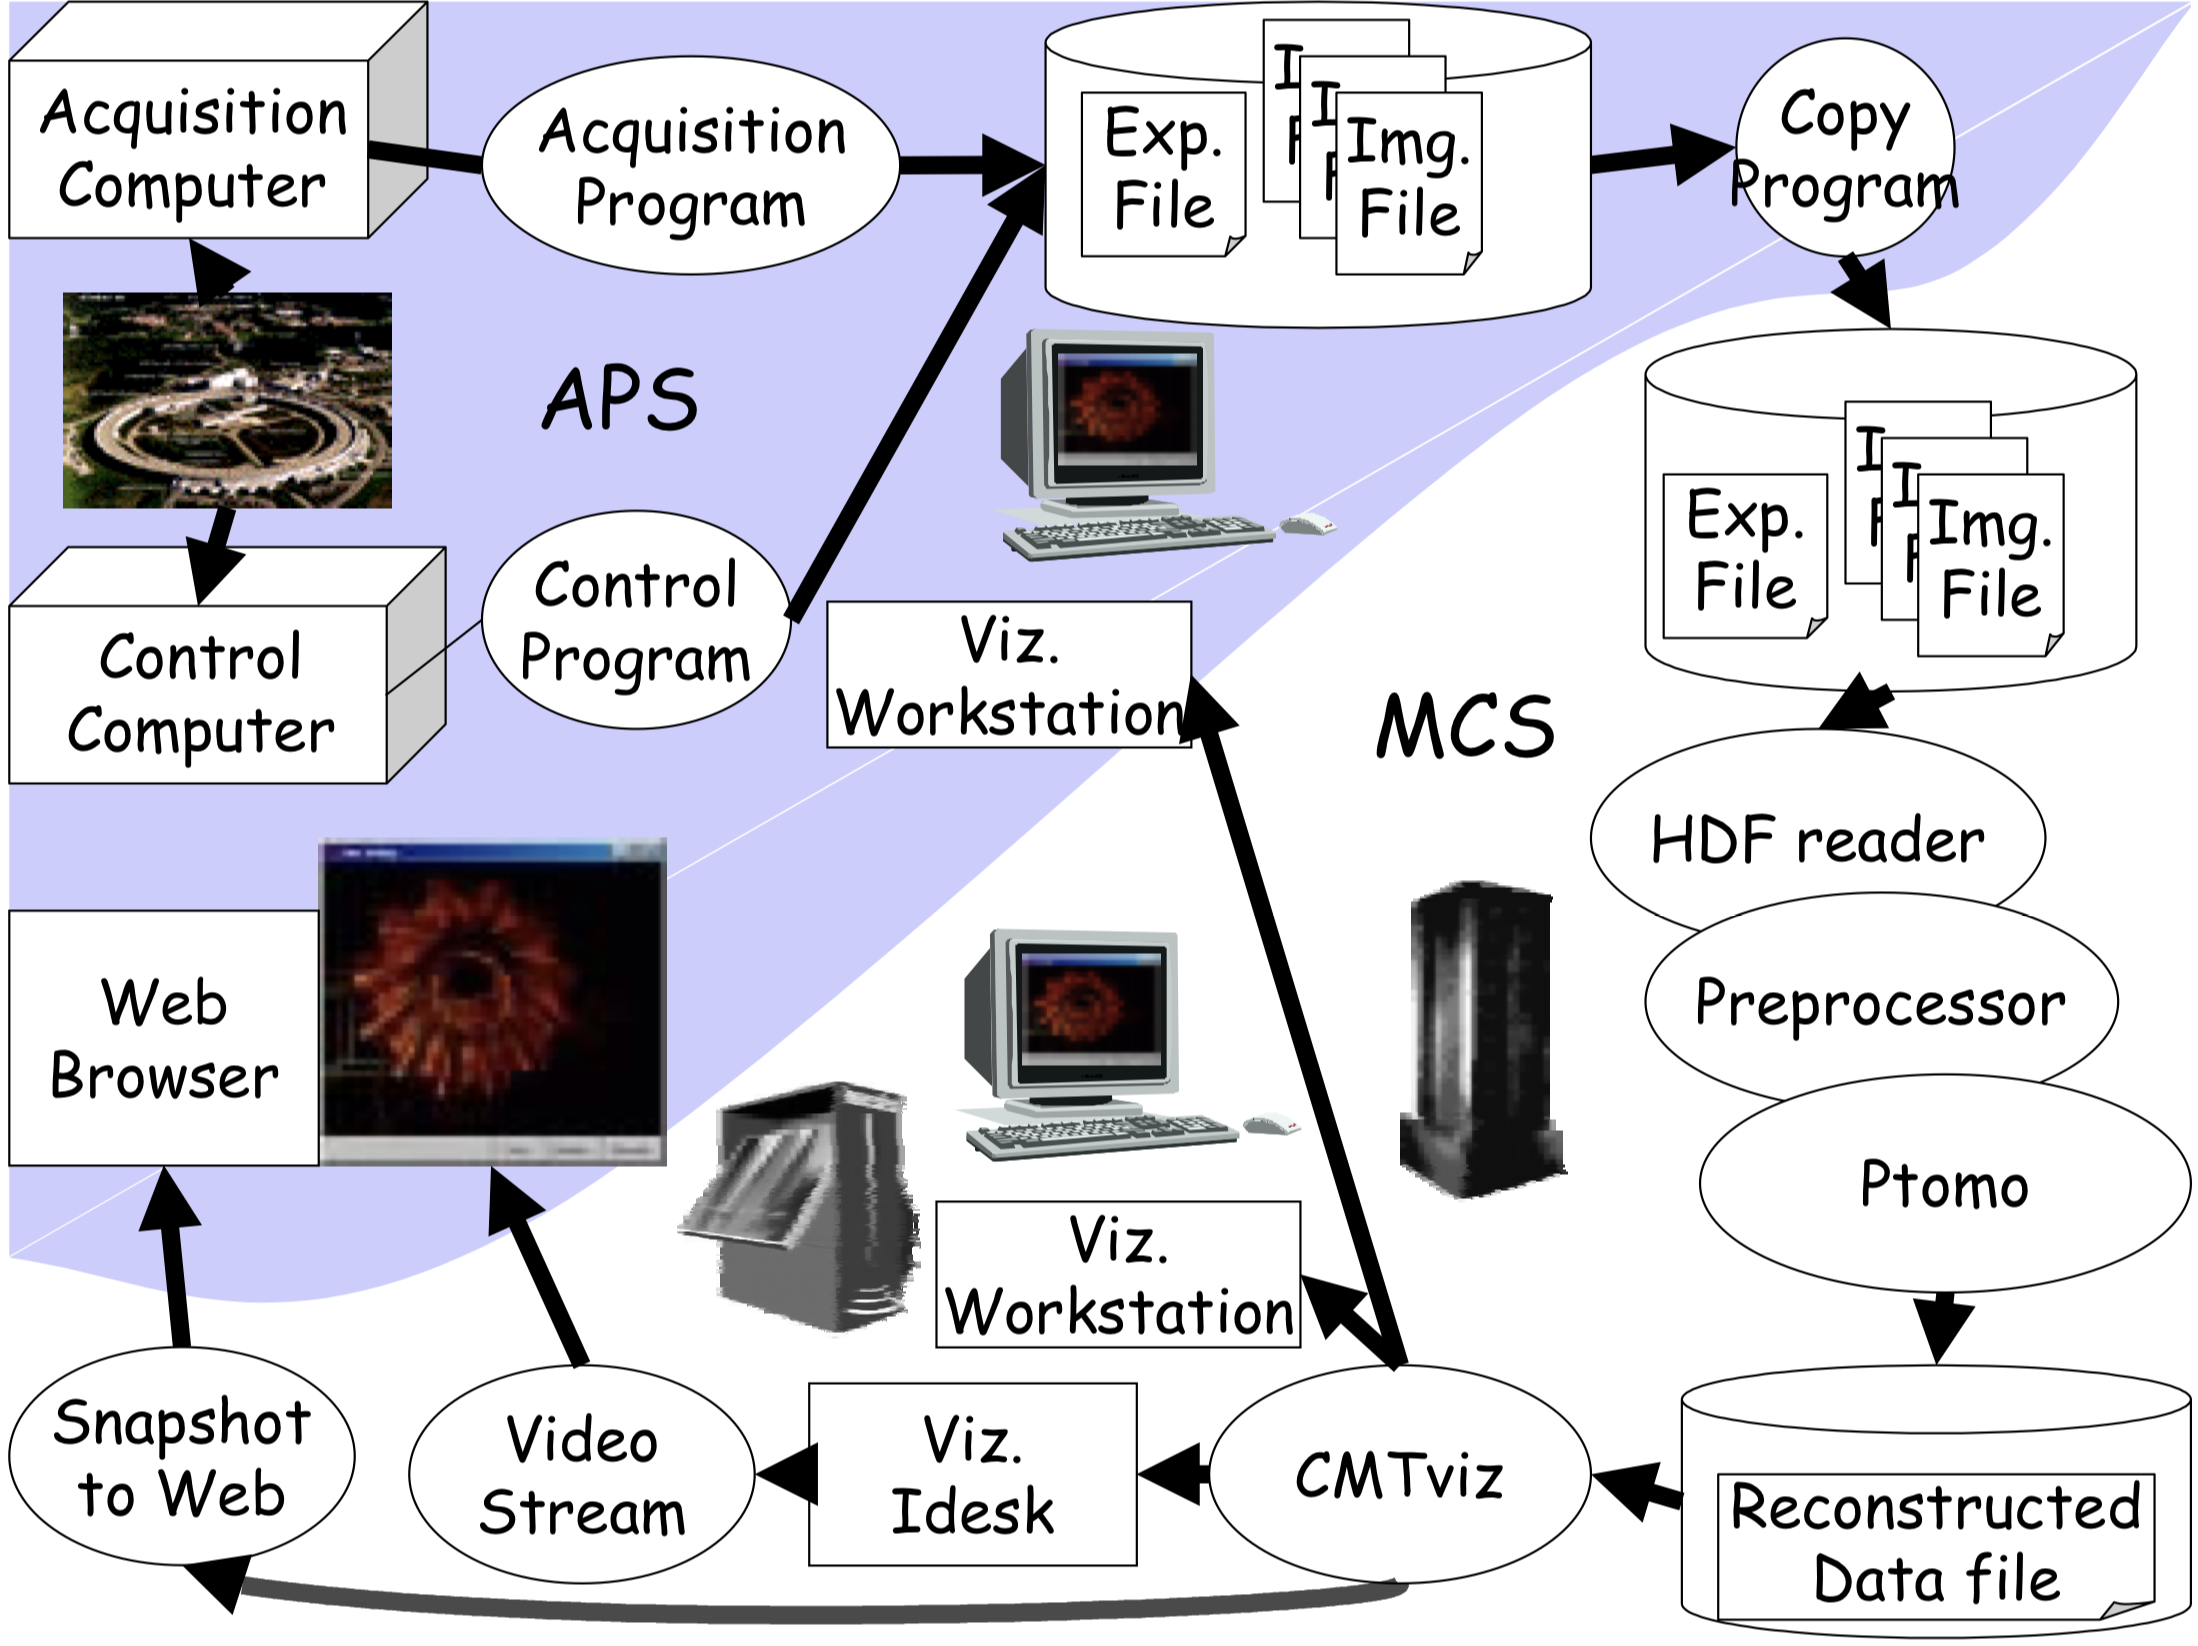 Acquisition
Computer
Acquisition
Program
Exp.
File
I
F
I
F
Img.
File
Copy
Program
APS
Control
Computer
Control
Program
Viz.
Workstation
MCS
Exp.
File
I
F
I
F
Img.
File
HDF reader
Preprocessor
Ptomo
Web
Browser
Viz.
Workstation
Snapshot
to Web
Video
Stream
Viz.
Idesk
CMTviz
Reconstructed
Data file